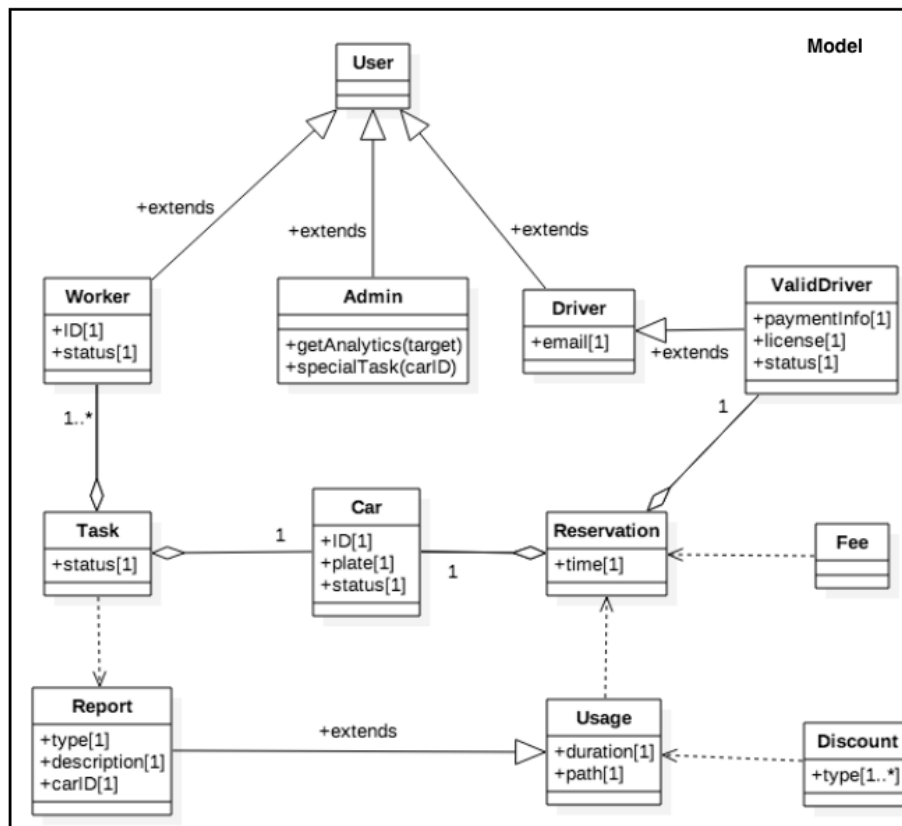 Model
User
+extends
+extends
+extends
Worker
+ID[1]
+status[1]
Admin
+getAnalytics(target)
+specialTask(carID)
Driver
+email[1]
+extends
ValidDriver
+paymentInfo[1]
+license[1]
+status[1]
1..*
1
Task
+status[1]
1
Car
+ID[1]
+plate[1]
+status[1]
1
Reservation
+time[1]
Fee
Report
+type[1]
+description[1]
+carID[1]
+extends
Usage
+duration[1]
+path[1]
Discount
+type[1..*]